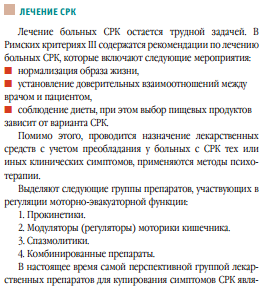 ЛЕЧЕНИЕ СРК
Лечение больных СРК остается трудной задачей. В
Римских критериях III содержатся рекомендации по лечению
больных СРК, которые включают следующие мероприятия:
нормализация образа жизни,
установление доверительных взаимоотношений между
врачом и пациентом,
соблюдение диеты, при этом выбор пищевых продуктов
зависит от варианта СРК.
Помимо этого, проводится назначение лекарственных
средств с учетом преобладания у больных с СРК тех или
иных клинических симптомов, применяются методы психо-
терапии.
Выделяют следующие группы препаратов, участвующих в
регуляции моторно-эвакуаторной функции:
1. Прокинетики.
2. Модуляторы (регуляторы) моторики кишечника.
3. Спазмолитики.
4. Комбинированные препараты.
В настоящее время самой перспективной группой лекар-
ственных препаратов для купирования симптомов СРК явля-